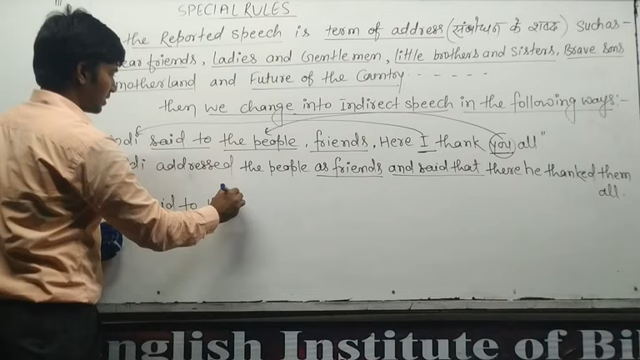 SPECIAL RULES
the Reported speech is term of address (संबोधन के शब्द) such as -
ear friends, Ladies and Gentlemen, little brothers and sisters, Brave sons
motherland and Future of the Country - - - - - -
then we change into Indirect speech in the following ways:-
ndi said to the people, friends, Here I thank you all"
di addressed the people as friends and said that there he thanked them
all.
id to
nglish Institute of Bi